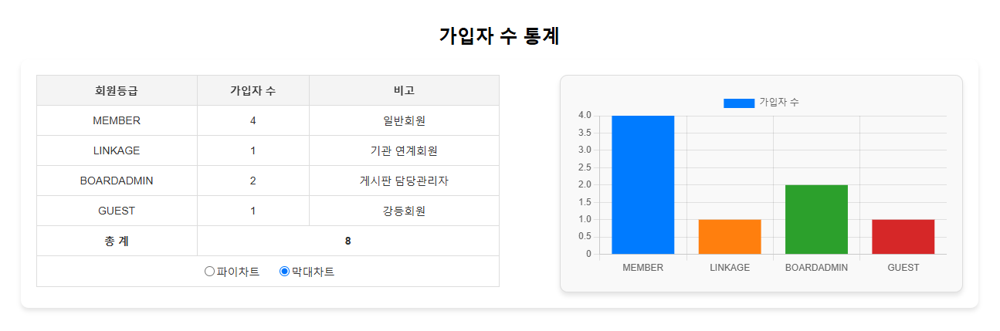 가입자 수 통계
회원등급 가입자 수 비고
MEMBER 4 일반회원
LINKAGE 1 기관 연계회원
BOARDADMIN 2 게시판 담당관리자
GUEST 1 강등회원
총 계 8
파이차트 막대차트
가입자 수
4.0
3.5
3.0
2.5
2.0
1.5
1.0
0.5
0
MEMBER LINKAGE BOARDADMIN GUEST